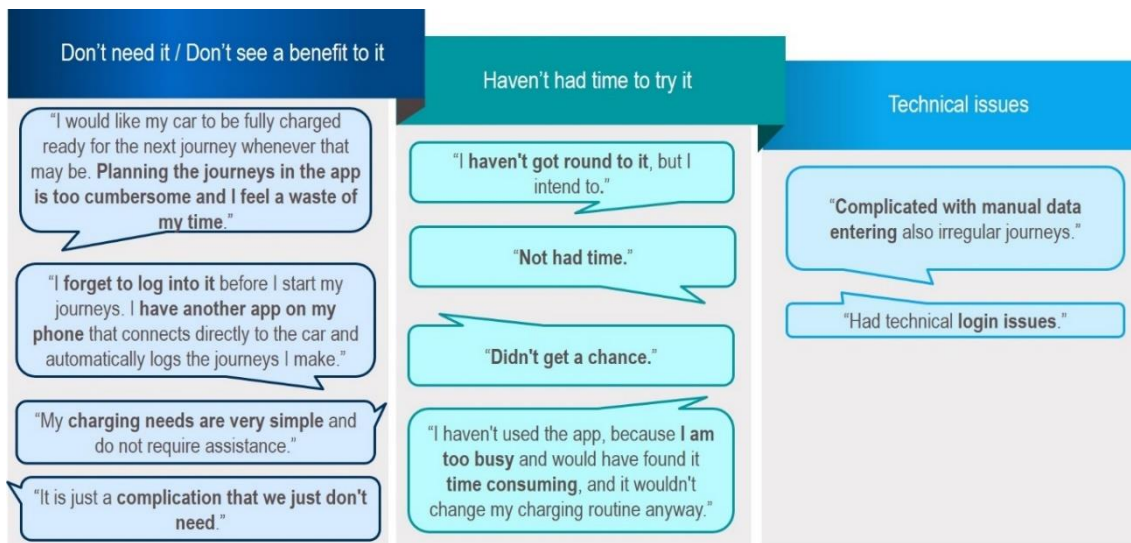 Don't need it / Don't see a benefit to it
"I would like my car to be fully charged
ready for the next journey whenever that
may be. Planning the journeys in the app
is too cumbersome and I feel a waste of
my time."
"I forget to log into it before I start my
journeys. I have another app on my
phone that connects directly to the car and
automatically logs the journeys I make."
"My charging needs are very simple and
do not require assistance."
"It is just a complication that we just don't
need."
Haven't had time to try it
"I haven't got round to it, but I
intend to."
"Not had time."
"Didn't get a chance."
"I haven't used the app, because I am
too busy and would have found it
time consuming, and it wouldn't
change my charging routine anyway."
Technical issues
"Complicated with manual data
entering also irregular journeys."
"Had technical login issues."